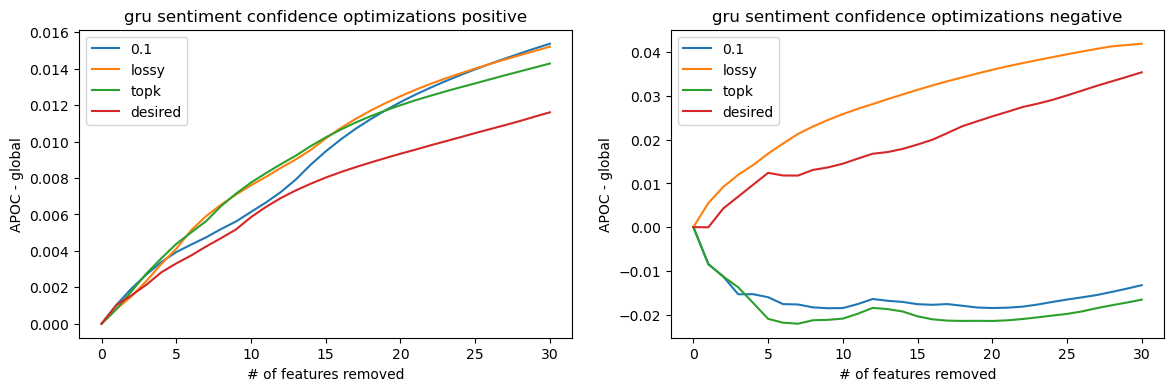 gru sentiment confidence optimizations positive
0.016
0.014
0.012
0.010
0.008
0.006
0.004
0.002
0.000
APOC - global
0.1
lossy
topk
desired
0
5
10
15
20
25
30
# of features removed
gru sentiment confidence optimizations negative
0.04
0.03
0.02
0.01
0.00
−0.01
−0.02
APOC - global
0.1
lossy
topk
desired
0
5
10
15
20
25
30
# of features removed